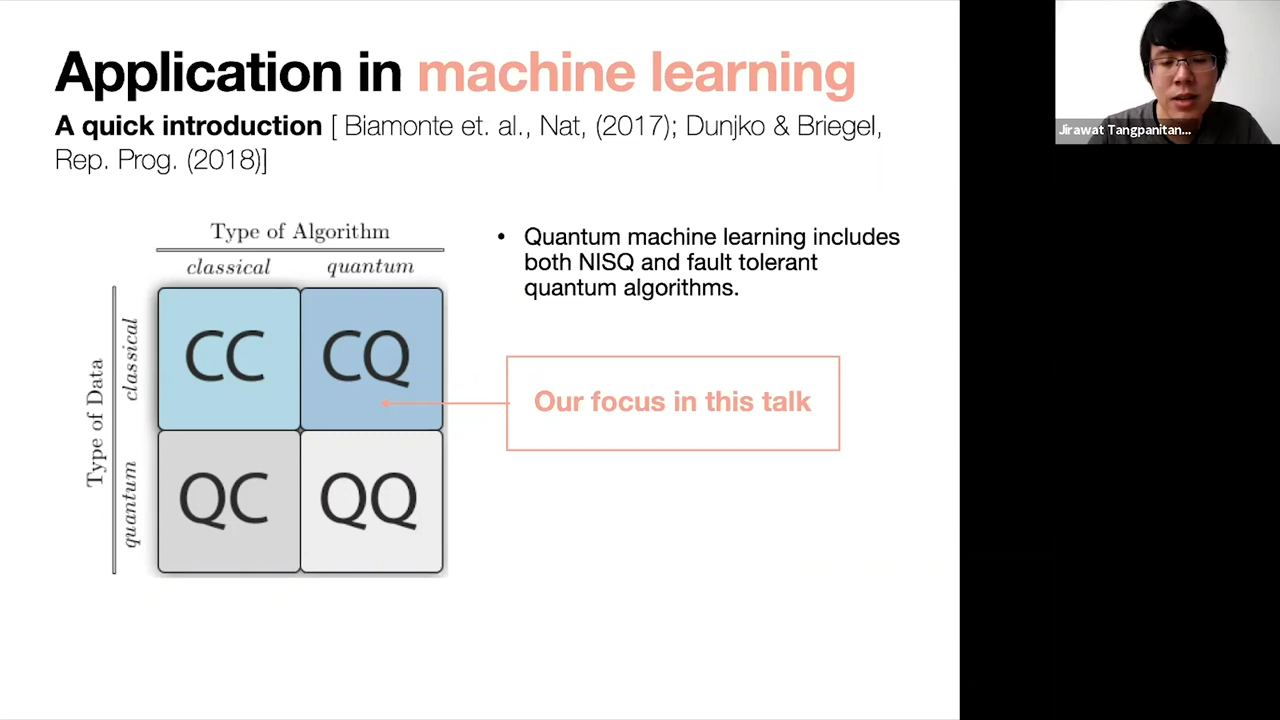 Application in machine learning
A quick introduction [ Biamonte et. al., Nat, (2017); Dunjko & Briegel,
Rep. Prog. (2018)]
Type of Algorithm
classical quantum
Type of Data
classical
quantum
CC CQ
QC QQ
• Quantum machine learning includes
both NISQ and fault tolerant
quantum algorithms.
Our focus in this talk
Jirawat Tangpanitan...